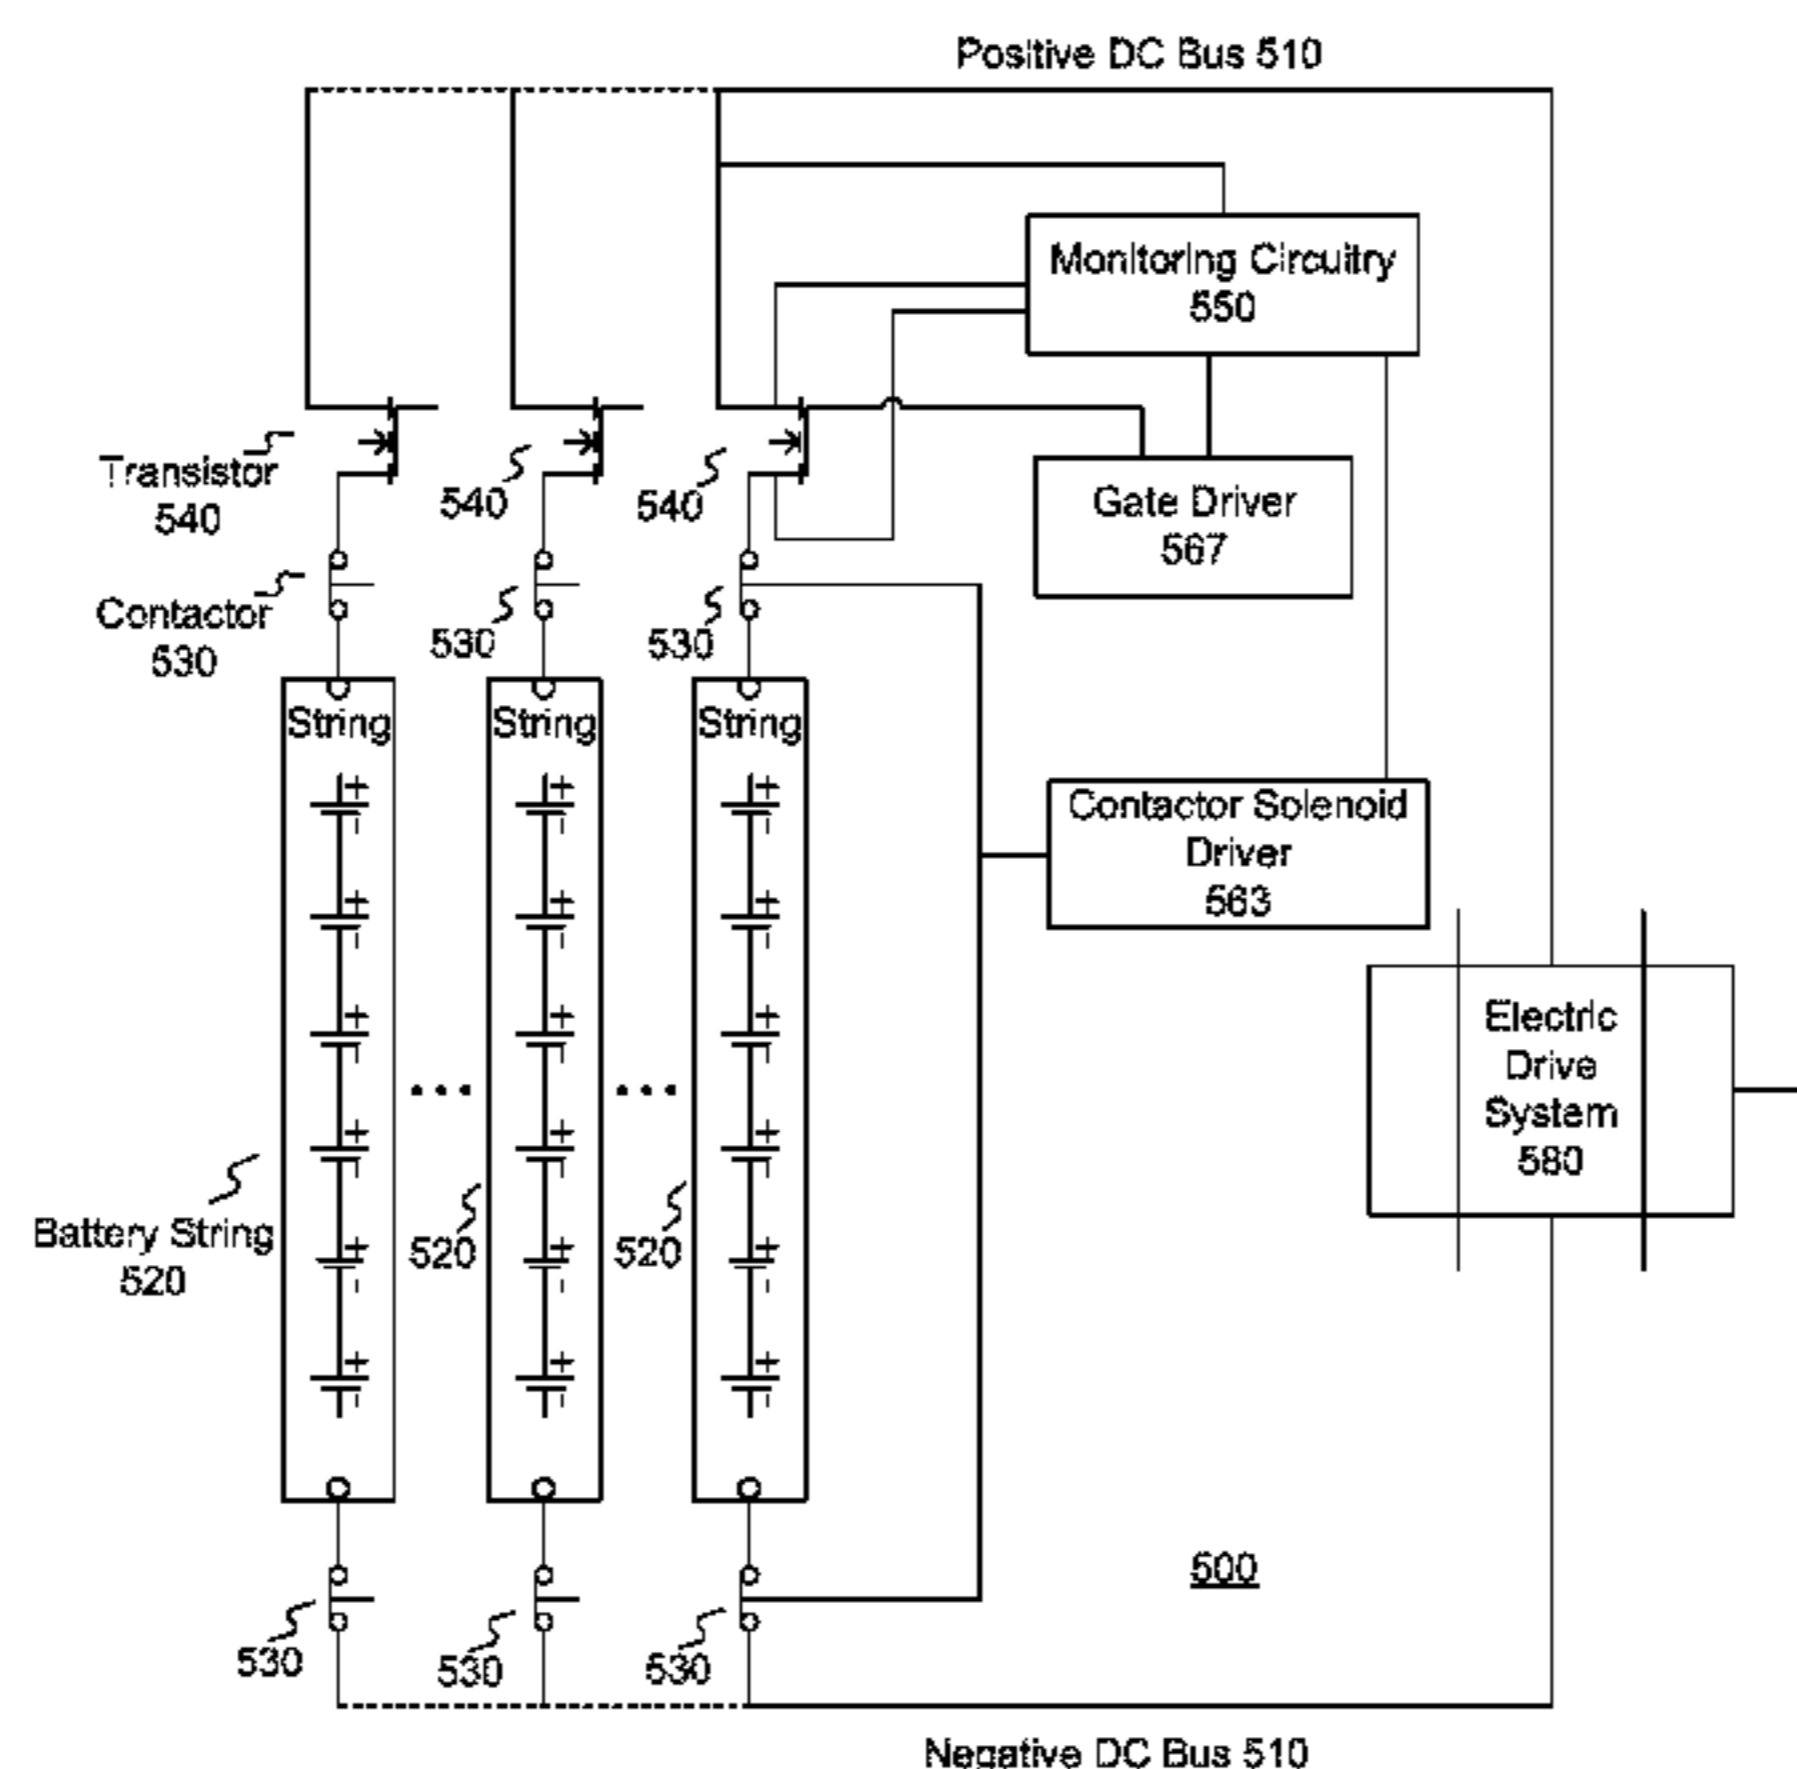 Positive DC Bus 510
Monitoring Circuitry
550
Transistor
540
540
540
Gate Driver
567
Contactor
530
530
530
String
String
String
Contactor Solenoid
Driver
563
Electric
Drive
System
580
Battery String
520
520
520
500
530
530
530
Negative DC Bus 510